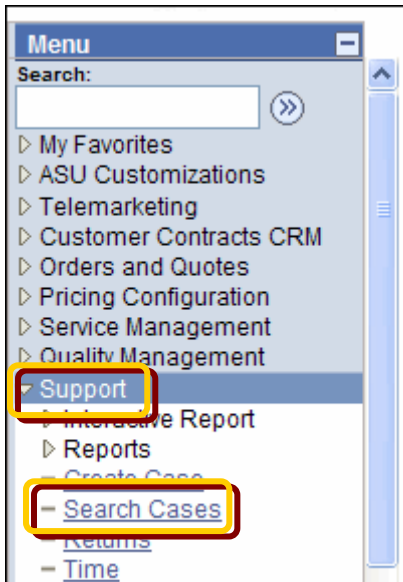 Menu
Search:
My Favorites
ASU Customizations
Telemarketing
Customer Contracts CRM
Orders and Quotes
Pricing Configuration
Service Management
Quality Management
Support
Interactive Report
Reports
Create Case
Search Cases
Returns
Time